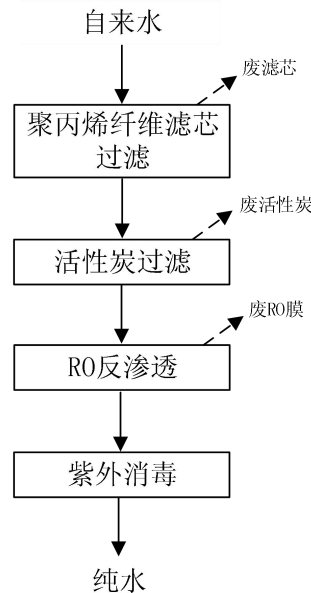 自来水
废滤芯
聚丙烯纤维滤芯
过滤
废活性炭
活性炭过滤
废RO膜
RO反渗透
紫外消毒
纯水